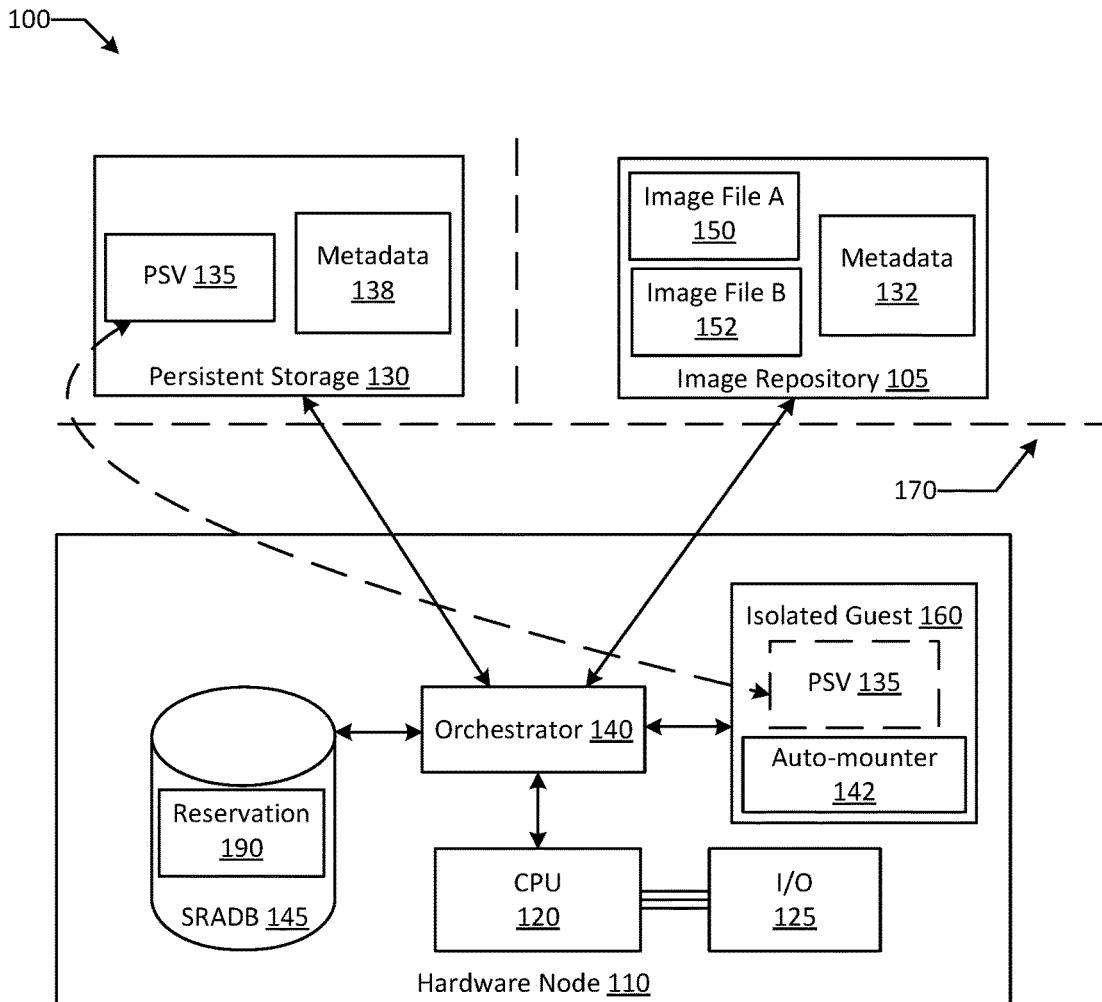 100
Image File A
150
Metadata
138
PSV 135
Metadata
132
Image File B
152
Persistent Storage 130
Image Repository 105
170
Isolated Guest 160
PSV 135
Orchestrator 140
Auto-mounter
142
Reservation
190
CPU
120
I/O
125
SRADB 145
Hardware Node 110